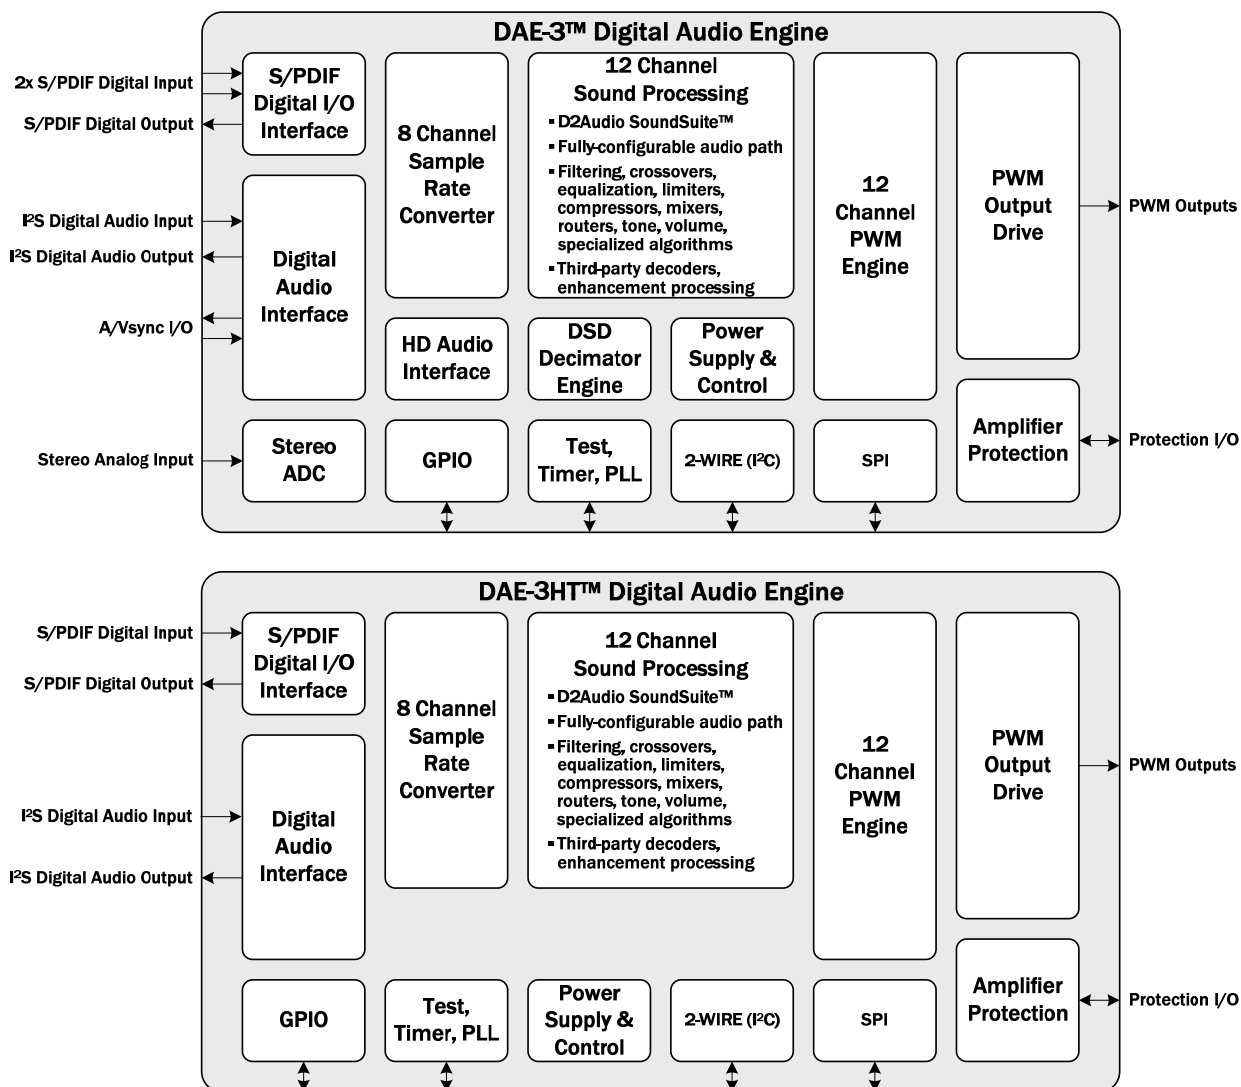 DAE-3™ Digital Audio Engine
2x S/PDIF Digital Input
S/PDIF Digital Output
I²S Digital Audio Input
I²S Digital Audio Output
A/Vsync I/O
Stereo Analog Input
S/PDIF
Digital I/O
Interface
Digital
Audio
Interface
Stereo
ADC
8 Channel
Sample
Rate
Converter
HD Audio
Interface
GPIO
12 Channel
Sound Processing
▪ D2Audio SoundSuite™
▪ Fully-configurable audio path
▪ Filtering, crossovers,
equalization, limiters,
compressors, mixers,
routers, tone, volume,
specialized algorithms
▪ Third-party decoders,
enhancement processing
DSD
Decimator
Engine
Power
Supply &
Control
Test,
Timer, PLL
2-WIRE (I²C)
12
Channel
PWM
Engine
SPI
PWM
Output
Drive
Amplifier
Protection
PWM Outputs
Protection I/O
DAE-3HT™ Digital Audio Engine
S/PDIF Digital Input
S/PDIF Digital Output
I²S Digital Audio Input
I²S Digital Audio Output
S/PDIF
Digital I/O
Interface
Digital
Audio
Interface
GPIO
8 Channel
Sample
Rate
Converter
Test,
Timer, PLL
12 Channel
Sound Processing
▪ D2Audio SoundSuite™
▪ Fully-configurable audio path
▪ Filtering, crossovers,
equalization, limiters,
compressors, mixers,
routers, tone, volume,
specialized algorithms
▪ Third-party decoders,
enhancement processing
Power
Supply &
Control
2-WIRE (I²C)
12
Channel
PWM
Engine
SPI
PWM
Output
Drive
Amplifier
Protection
PWM Outputs
Protection I/O